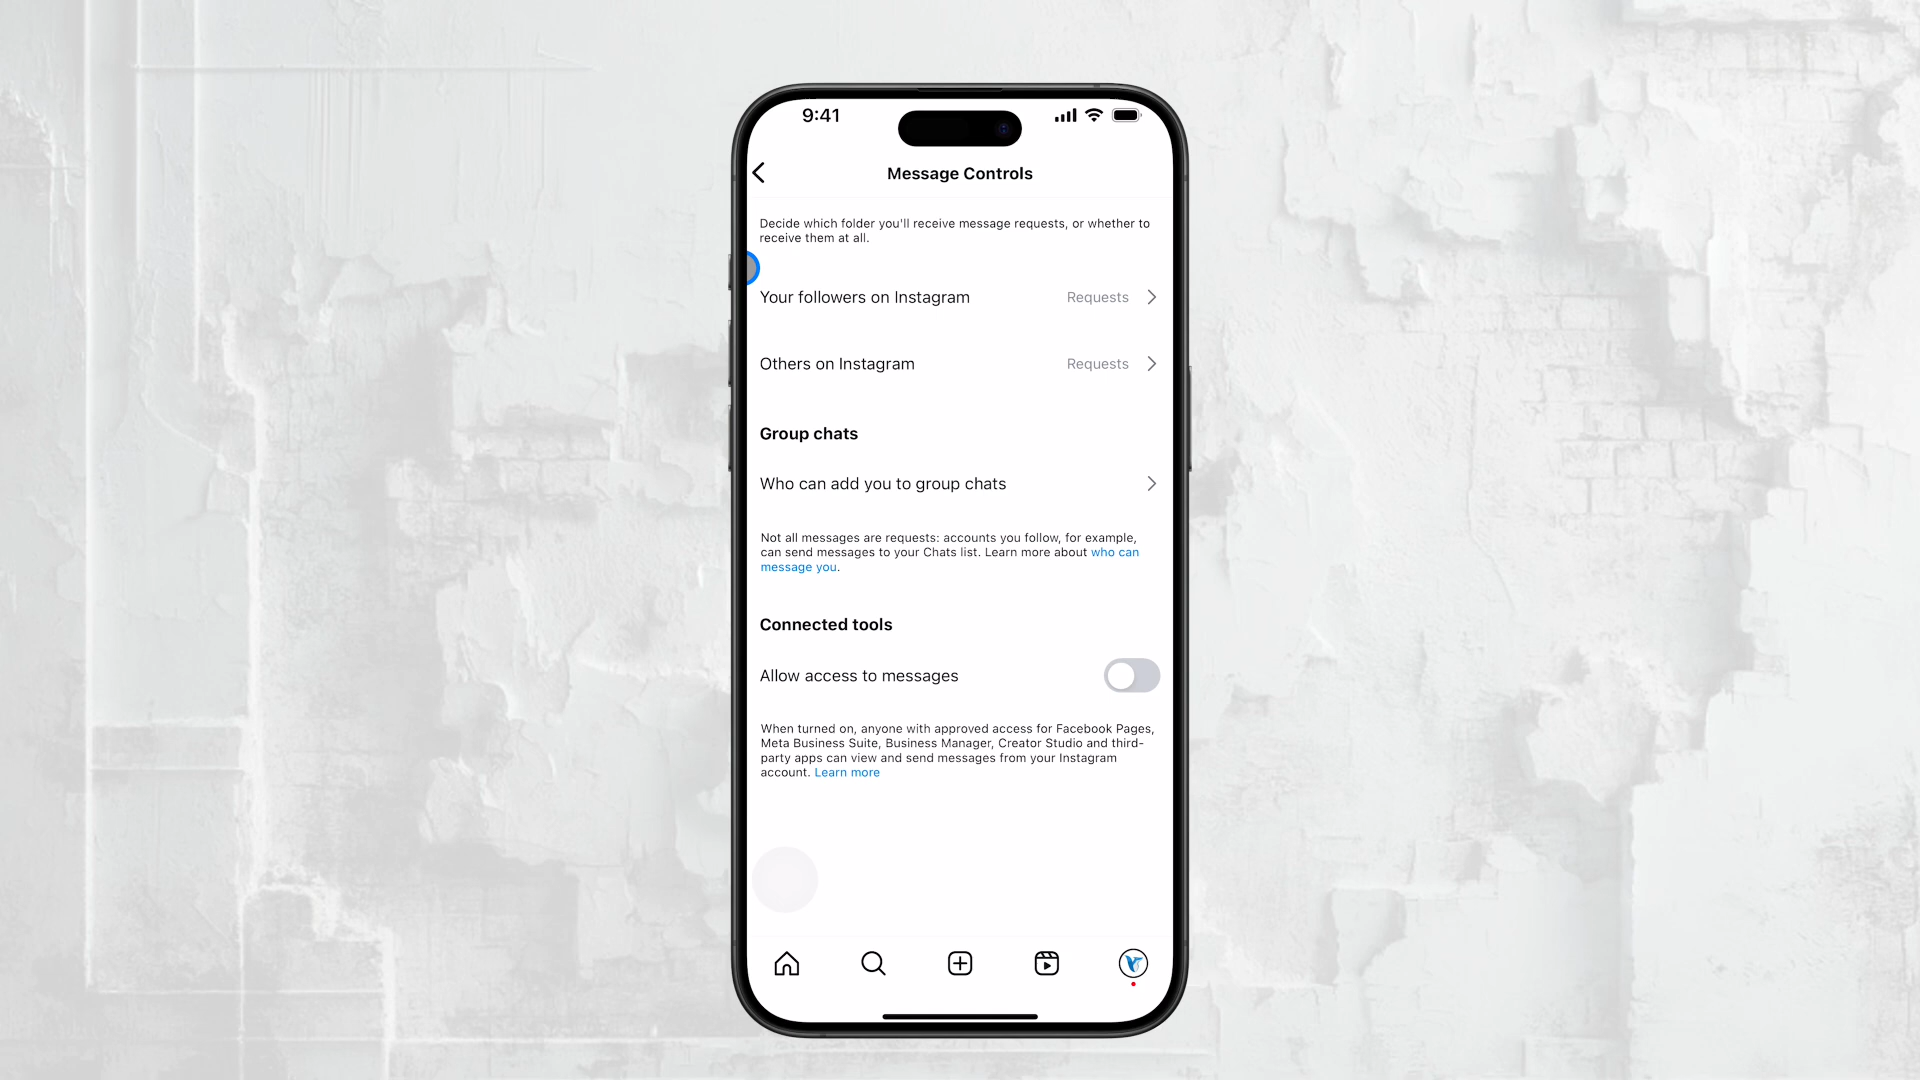 9:41
Message Controls
Decide which folder you'll receive message requests, or whether to
receive them at all.
Your followers on Instagram Requests
Others on Instagram Requests
Group chats
Who can add you to group chats
Not all messages are requests: accounts you follow, for example,
can send messages to your Chats list. Learn more about who can
message you.
Connected tools
Allow access to messages
When turned on, anyone with approved access for Facebook Pages,
Meta Business Suite, Business Manager, Creator Studio and third-
party apps can view and send messages from your Instagram
account. Learn more